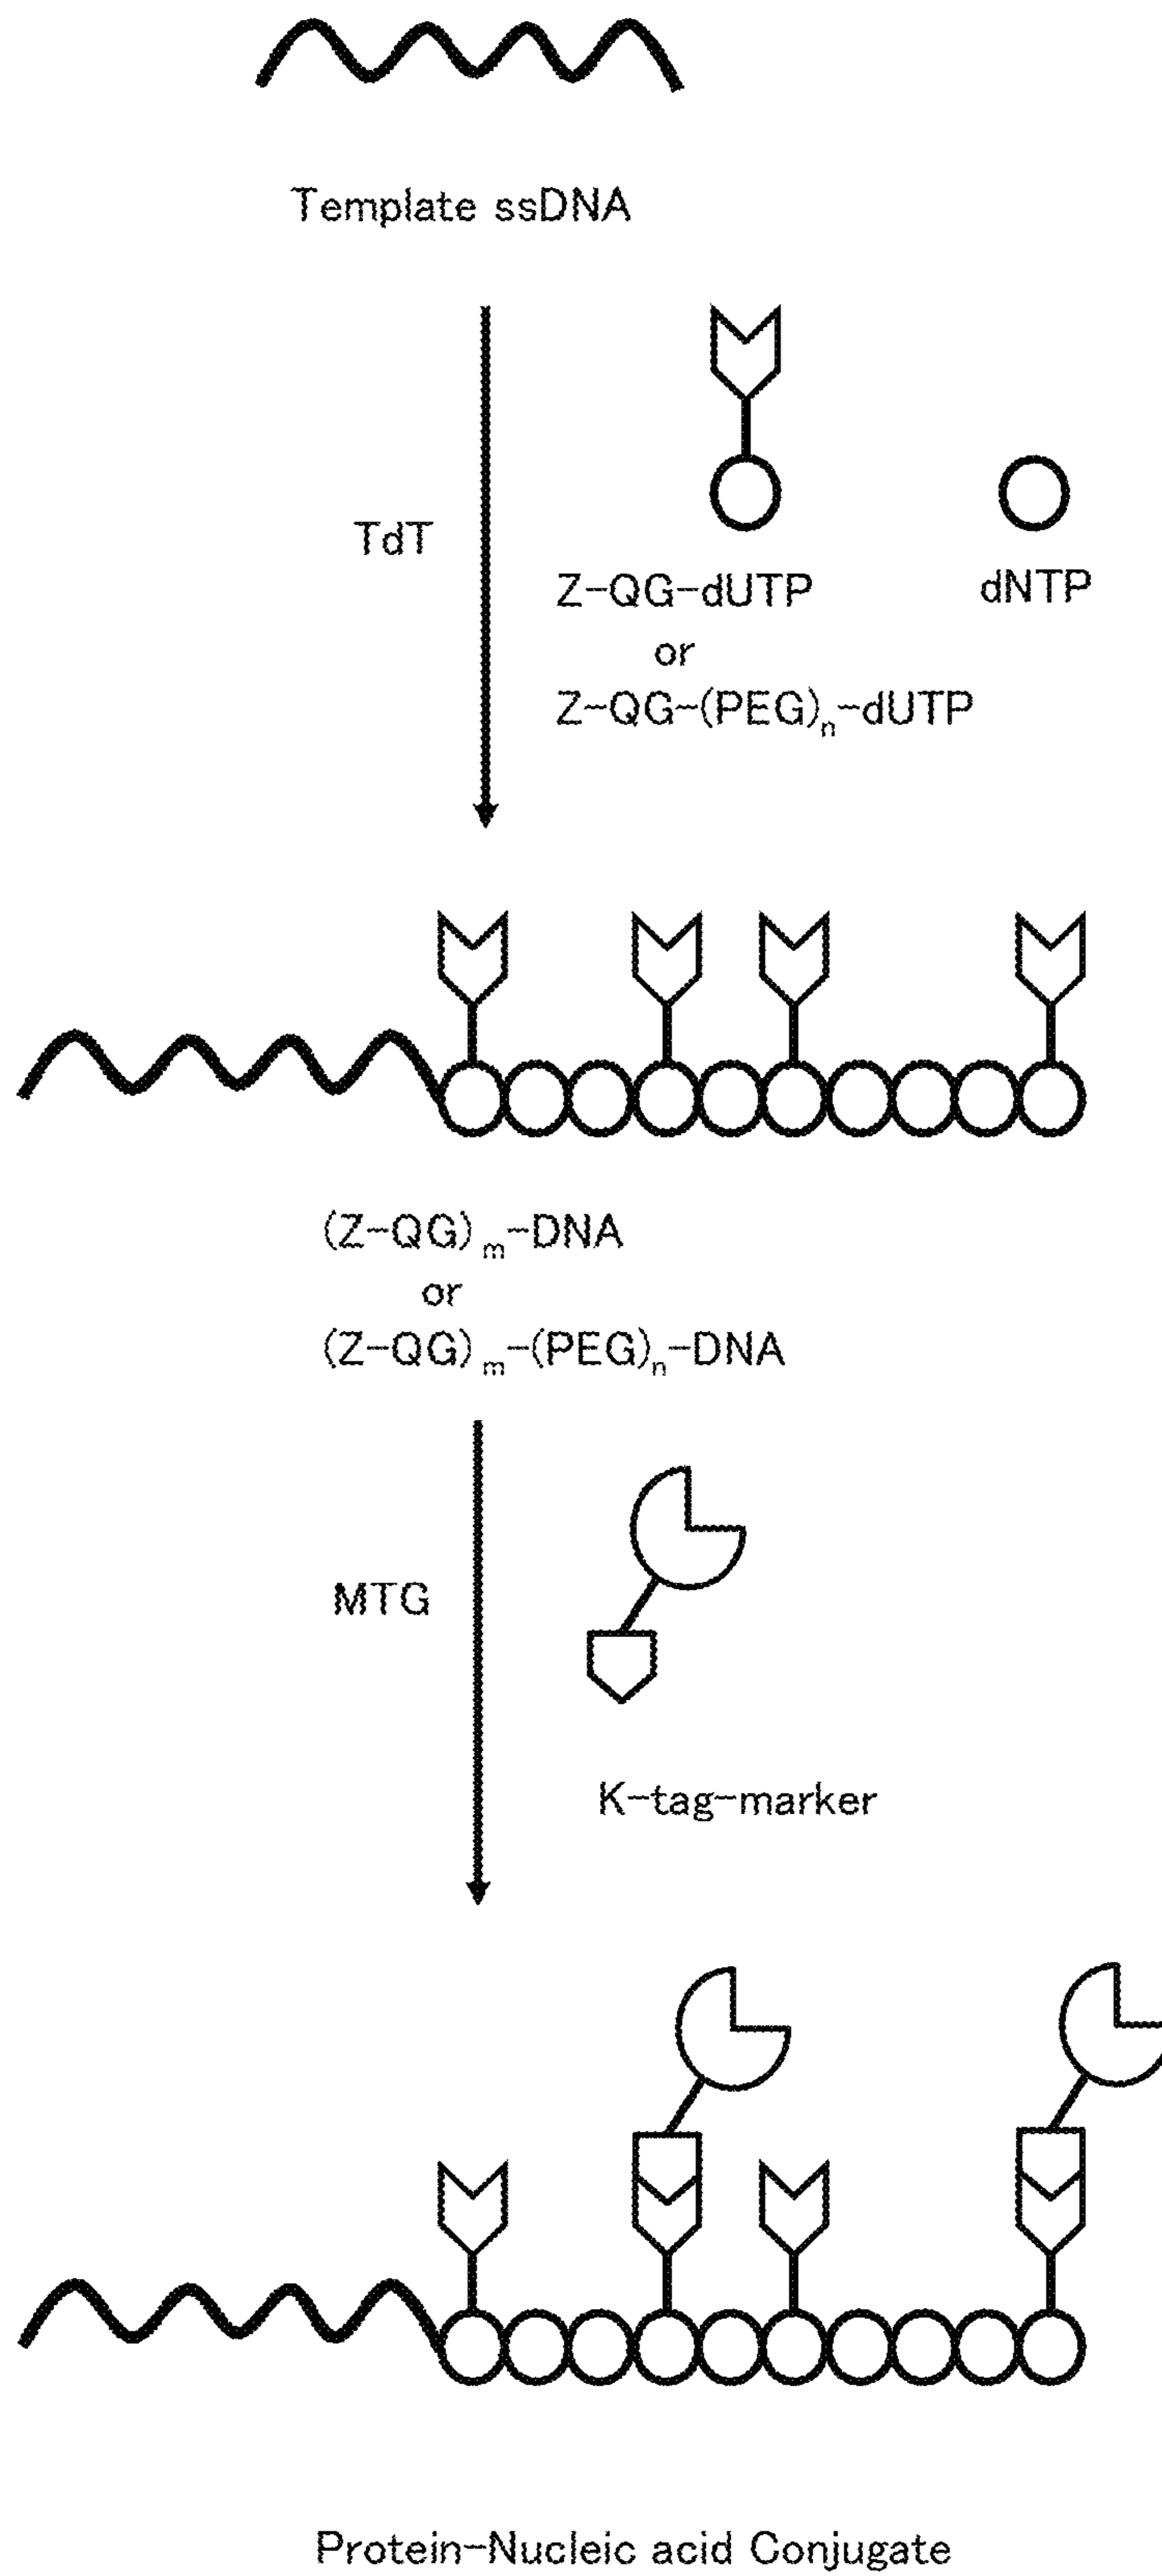 Template ssDNA
TdT
Z-QG-dUTP
or
Z-QG-(PEG)n-dUTP
dNTP
(Z-QG)m-DNA
or
(Z-QG)m-(PEG)n-DNA
MTG
K-tag-marker
Protein-Nucleic acid Conjugate